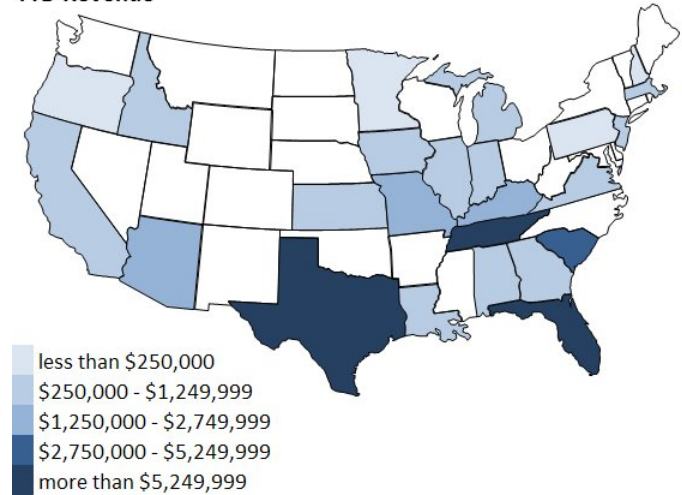 less than $250,000
$250,000 - $1,249,999
$1,250,000 - $2,749,999
$2,750,000 - $5,249,999
more than $5,249,999